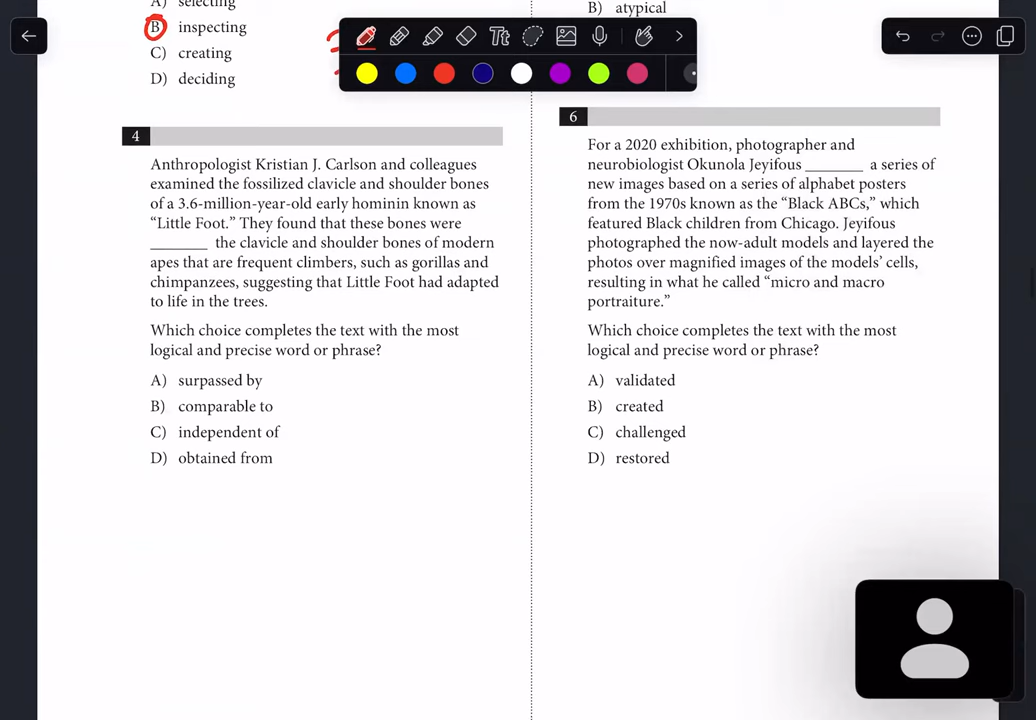 A) selecting
B) inspecting
C) creating
D) deciding
4
Anthropologist Kristian J. Carlson and colleagues
examined the fossilized clavicle and shoulder bones
of a 3.6-million-year-old early hominin known as
“Little Foot.” They found that these bones were
_______ the clavicle and shoulder bones of modern
apes that are frequent climbers, such as gorillas and
chimpanzees, suggesting that Little Foot had adapted
to life in the trees.
Which choice completes the text with the most
logical and precise word or phrase?
A) surpassed by
B) comparable to
C) independent of
D) obtained from
B) atypical
Tt
6
For a 2020 exhibition, photographer and
neurobiologist Okunola Jeyifous _______ a series of
new images based on a series of alphabet posters
from the 1970s known as the “Black ABCs,” which
featured Black children from Chicago. Jeyifous
photographed the now-adult models and layered the
photos over magnified images of the models’ cells,
resulting in what he called “micro and macro
portraiture.”
Which choice completes the text with the most
logical and precise word or phrase?
A) validated
B) created
C) challenged
D) restored